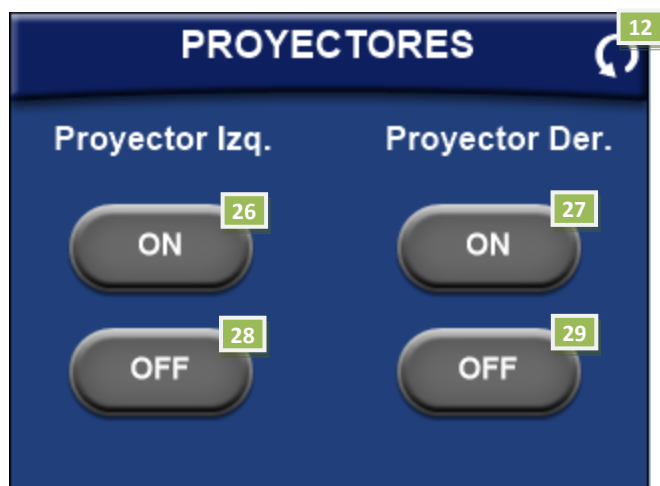 PROYECTORES 12
Proyector Izq. Proyector Der.
26 27
ON ON
28 29
OFF OFF